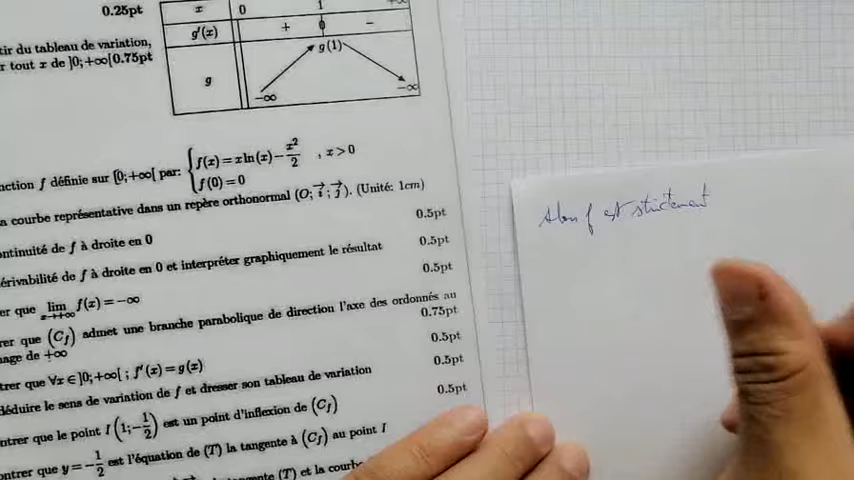 0.25pt
x 0 1 +∞
g'(x) + 0 −
tir du tableau de variation,
r tout x de ]0;+∞[ 0.75pt
g g(1)
−∞ −∞
nction f définie sur [0;+∞[ par: { f(x) = x ln(x) − x²/2 , x > 0
f(0) = 0
a courbe représentative dans un repère orthonormal (O; i⃗ ; j⃗). (Unité: 1cm)
ontinuité de f à droite en 0 0.5pt
érivabilité de f à droite en 0 et interpréter graphiquement le résultat 0.5pt
er que lim x→+∞ f(x) = −∞ 0.5pt
rer que (Cf) admet une branche parabolique de direction l'axe des ordonnés au
nage de +∞ 0.75pt
trer que ∀x ∈ ]0;+∞[ ; f'(x) = g(x) 0.5pt
déduire le sens de variation de f et dresser son tableau de variation 0.5pt
ntrer que le point I(1; −1/2) est un point d'inflexion de (Cf) 0.5pt
ontrer que y = −1/2 est l'équation de (T) la tangente à (Cf) au point I
(T) et la courbe
Alors f est strictement